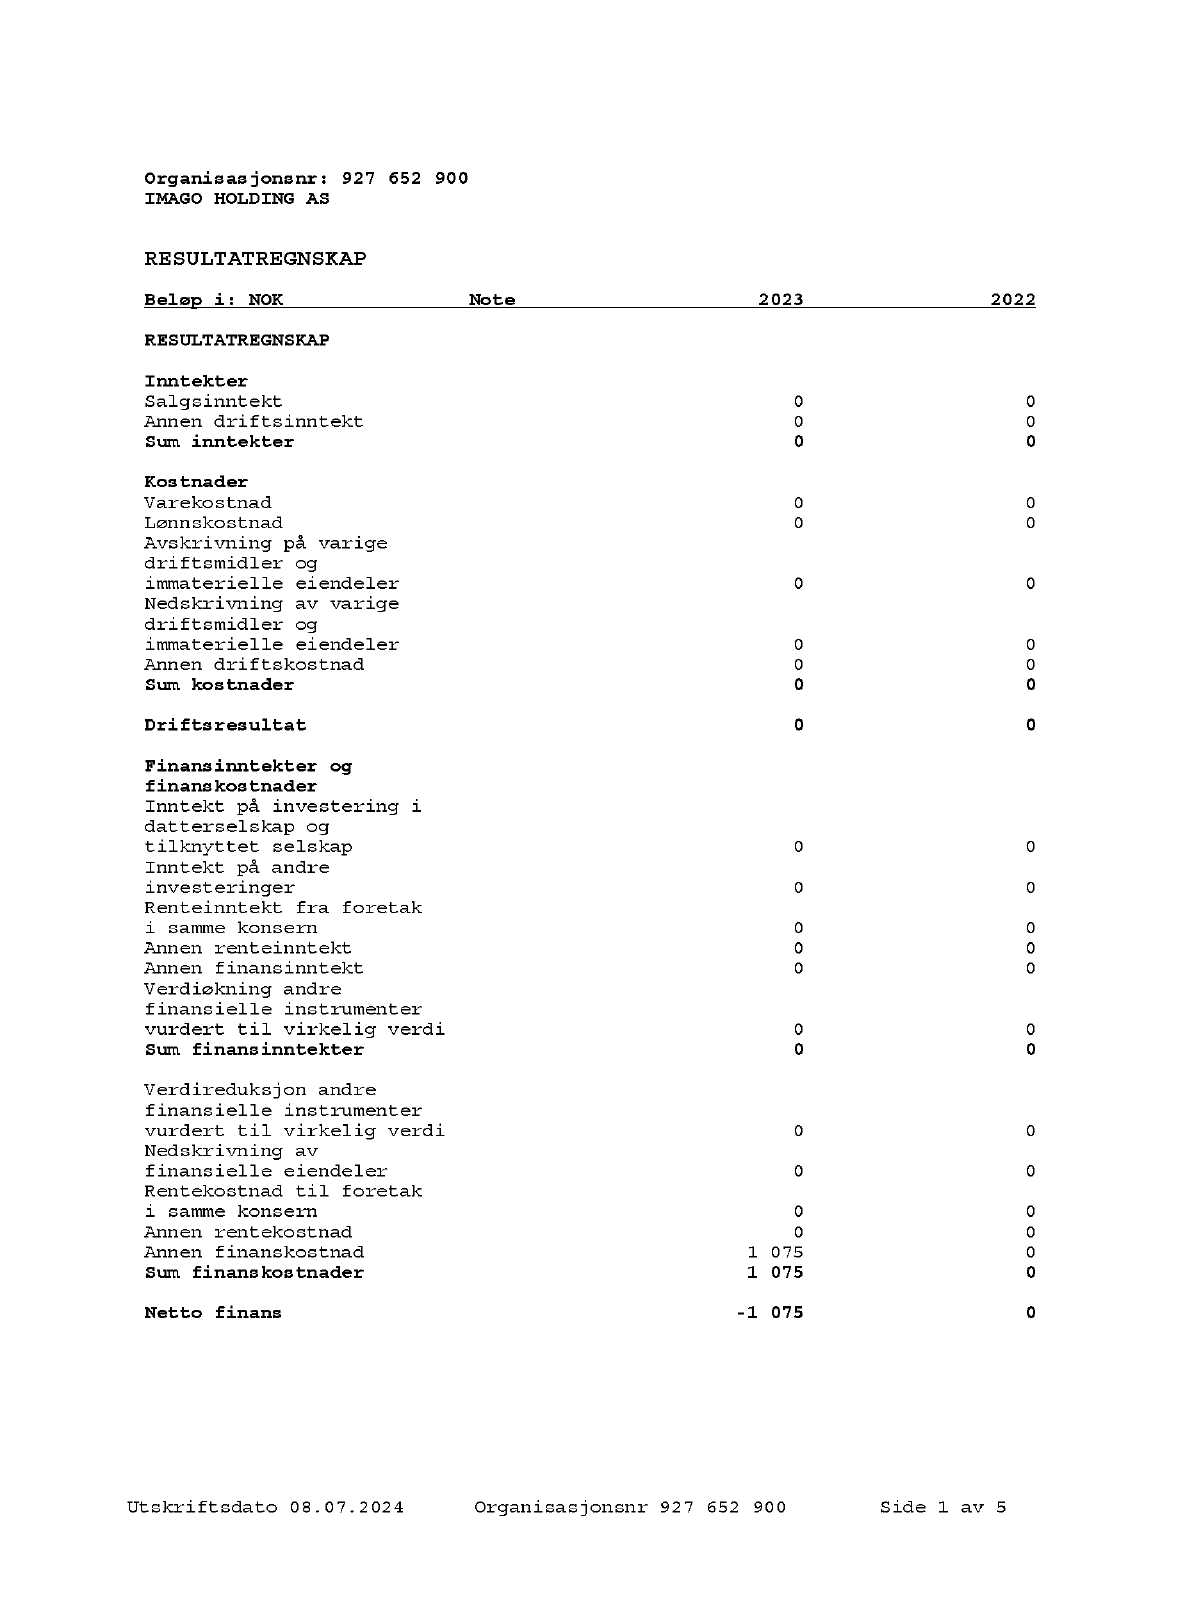 Organisasjonsnr: 927 652 900
IMAGO HOLDING AS
RESULTATREGNSKAP
Beløp i: NOK Note 2023 2022
RESULTATREGNSKAP
Inntekter
Salgsinntekt 0 0
Annen driftsinntekt 0 0
Sum inntekter 0 0
Kostnader
Varekostnad 0 0
Lønnskostnad 0 0
Avskrivning på varige
driftsmidler og
immaterielle eiendeler 0 0
Nedskrivning av varige
driftsmidler og
immaterielle eiendeler 0 0
Annen driftskostnad 0 0
Sum kostnader 0 0
Driftsresultat 0 0
Finansinntekter og
finanskostnader
Inntekt på investering i
datterselskap og
tilknyttet selskap 0 0
Inntekt på andre
investeringer 0 0
Renteinntekt fra foretak
i samme konsern 0 0
Annen renteinntekt 0 0
Annen finansinntekt 0 0
Verdiøkning andre
finansielle instrumenter
vurdert til virkelig verdi 0 0
Sum finansinntekter 0 0
Verdireduksjon andre
finansielle instrumenter
vurdert til virkelig verdi 0 0
Nedskrivning av
finansielle eiendeler 0 0
Rentekostnad til foretak
i samme konsern 0 0
Annen rentekostnad 0 0
Annen finanskostnad 1 075 0
Sum finanskostnader 1 075 0
Netto finans -1 075 0
Utskriftsdato 08.07.2024 Organisasjonsnr 927 652 900 Side 1 av 5